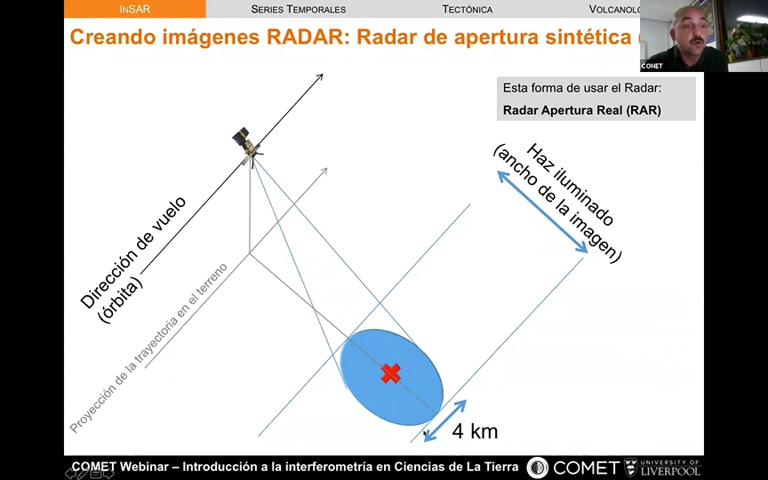 InSAR
Series Temporales
Tectónica
Creando imágenes RADAR: Radar de apertura sintética
COMET
Esta forma de usar el Radar:
Radar Apertura Real (RAR)
Haz iluminado
(ancho de la imagen)
Dirección de vuelo
(órbita)
Proyección de la trayectoria en el terreno
4 km
COMET Webinar – Introducción a la interferometría en Ciencias de La Tierra
COMET
UNIVERSITY OF
LIVERPOOL